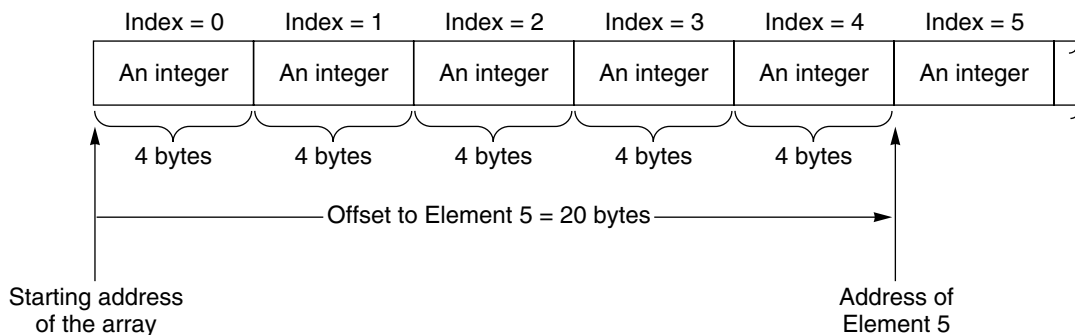 Index = 0 Index = 1 Index = 2 Index = 3 Index = 4 Index = 5
An integer An integer An integer An integer An integer An integer
4 bytes 4 bytes 4 bytes 4 bytes 4 bytes
Offset to Element 5 = 20 bytes
Starting address
of the array
Address of
Element 5